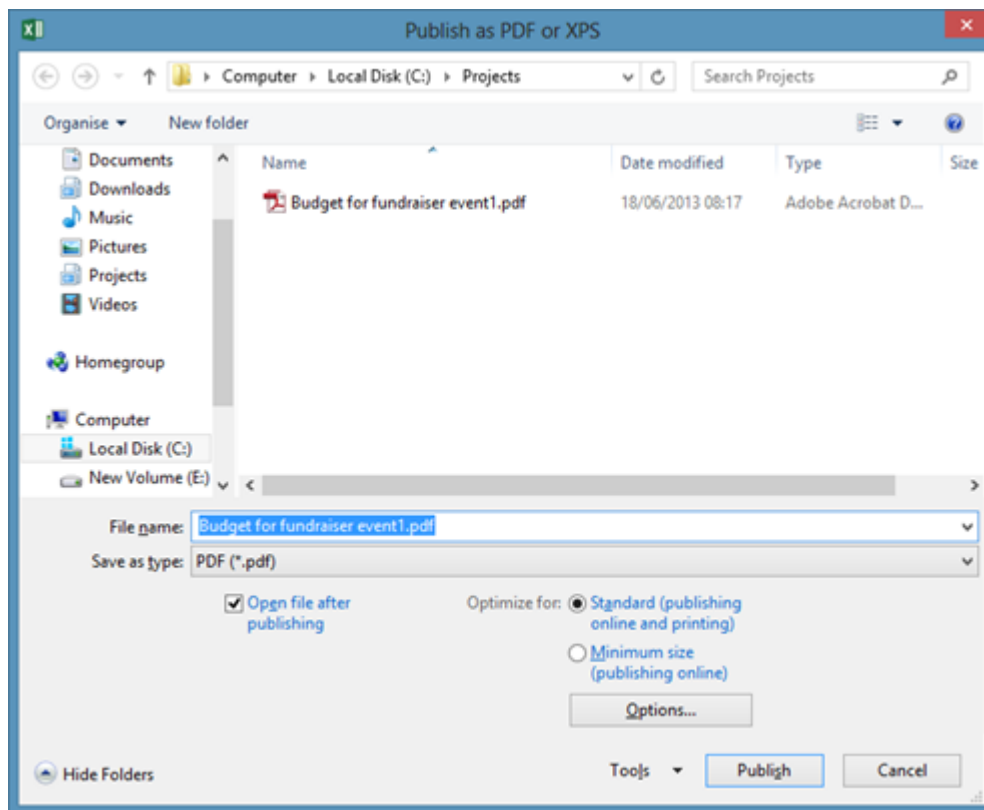 Publish as PDF or XPS
Computer Local Disk (C:) Projects
Search Projects
Organise New folder
Name Date modified Type Size
Documents
Downloads
Music
Pictures
Projects
Videos
Homegroup
Computer
Local Disk (C:)
New Volume (E:)
Budget for fundraiser event1.pdf 18/06/2013 08:17 Adobe Acrobat D...
File name: Budget for fundraiser event1.pdf
Save as type: PDF (*.pdf)
Open file after
publishing
Optimize for: Standard (publishing
online and printing)
Minimum size
(publishing online)
Options...
Hide Folders
Tools Publish Cancel